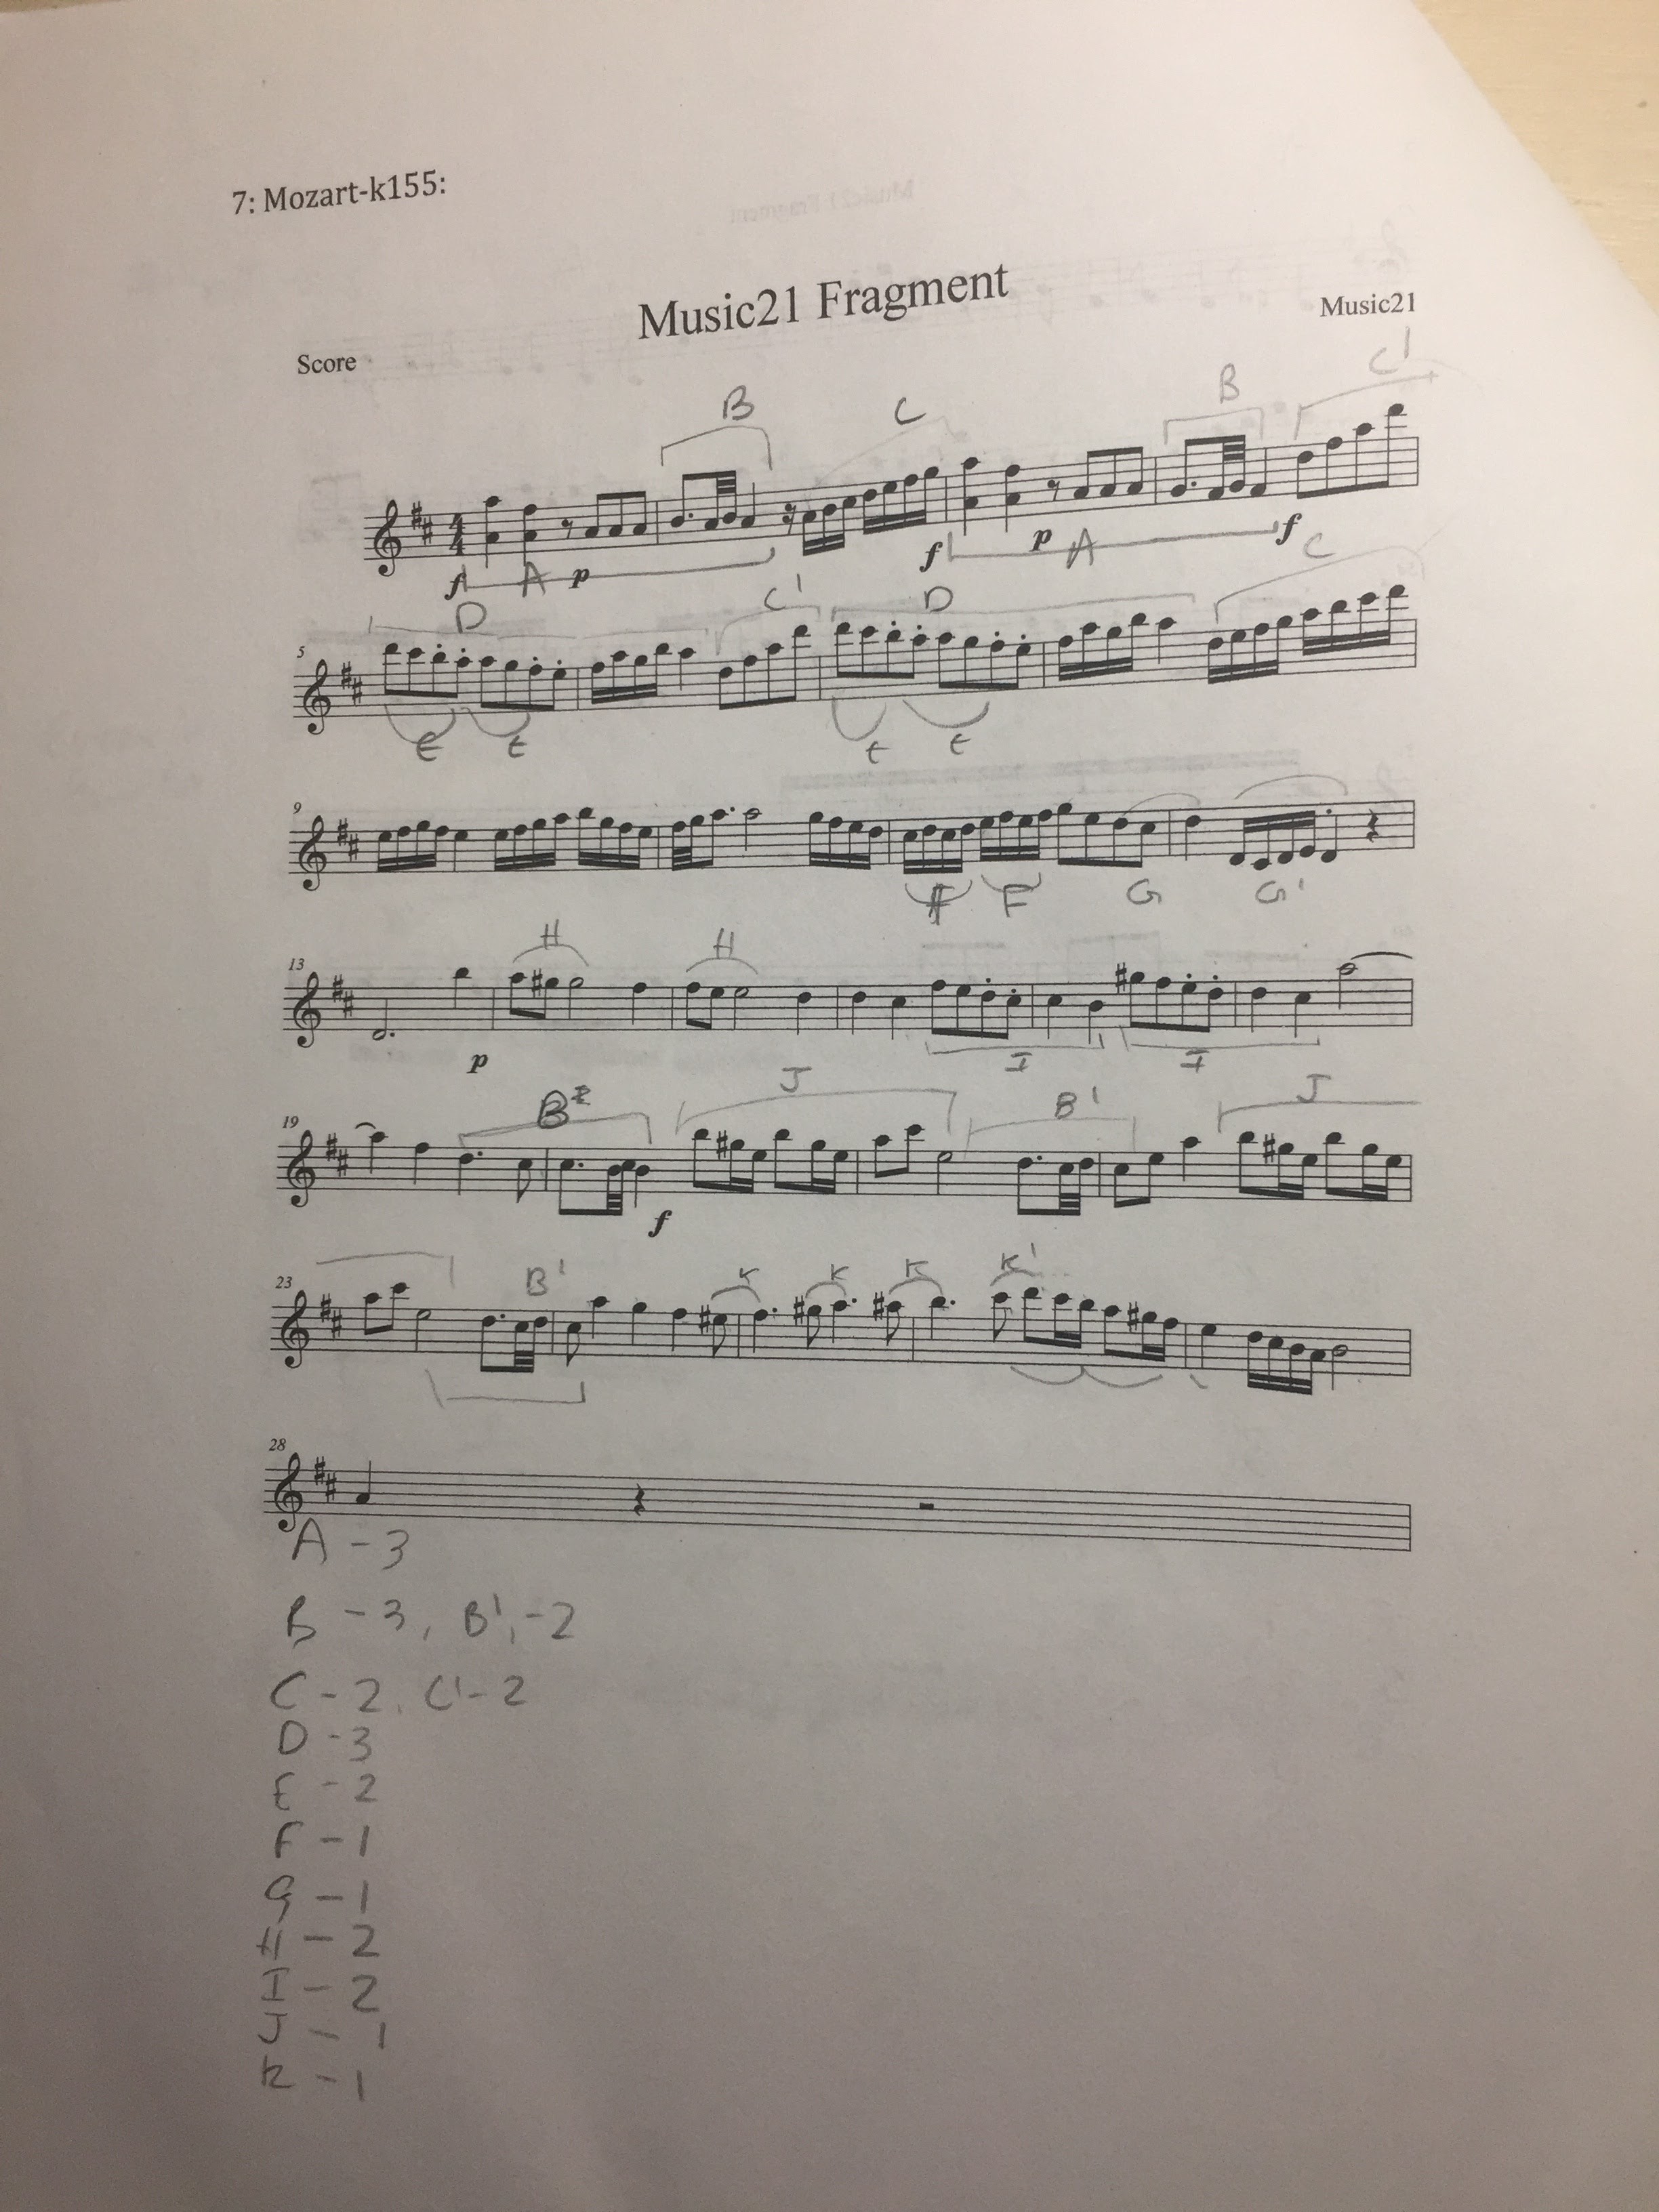 7: Mozart-k155:
Music21 Fragment
Music21
Score
C'
B
B
C
f p f p f
A A
C
D C' D
5
E E E E
9
F F G G'
H H
13
p
I I
J
B B' J
19
f
K K K K'
23
B'
28
A - 3
B - 3, B' - 2
C - 2, C' - 2
D - 3
E - 2
F - 1
G - 1
H - 2
I - 2
J - 1
K - 1